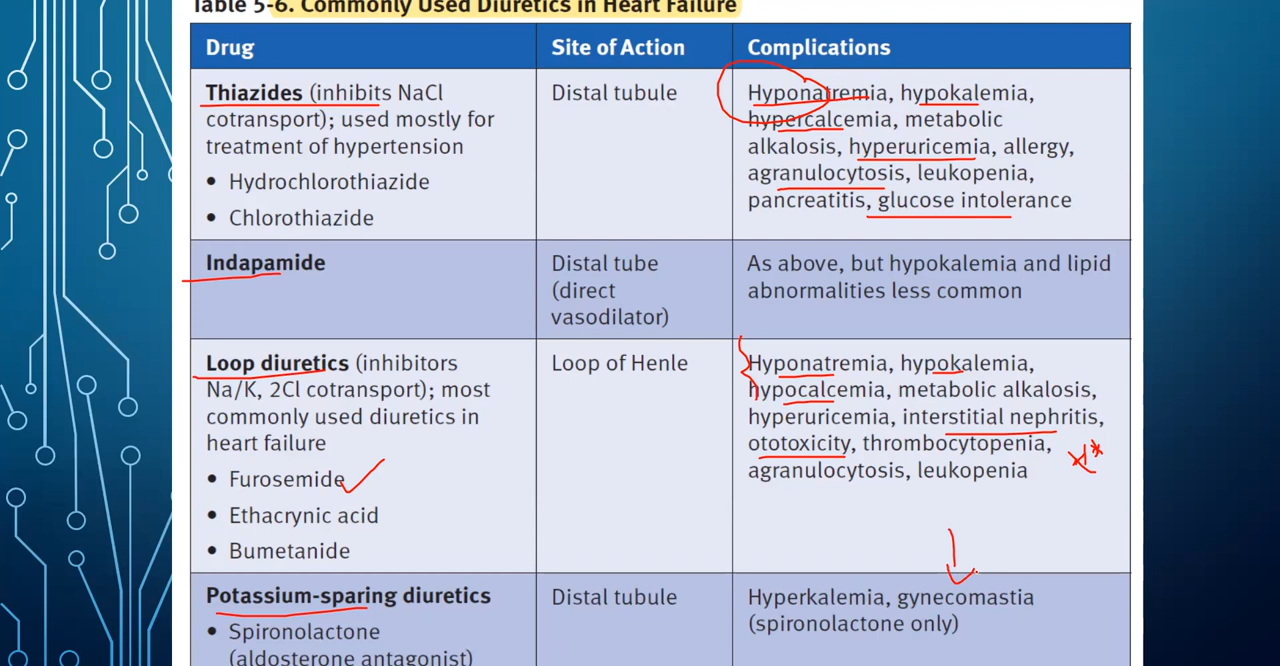 Table 5-6. Commonly Used Diuretics in Heart Failure
Drug
Site of Action
Complications
Thiazides (inhibits NaCl
cotransport); used mostly for
treatment of hypertension
• Hydrochlorothiazide
• Chlorothiazide
Distal tubule
Hyponatremia, hypokalemia,
hypercalcemia, metabolic
alkalosis, hyperuricemia, allergy,
agranulocytosis, leukopenia,
pancreatitis, glucose intolerance
Indapamide
Distal tube
(direct
vasodilator)
As above, but hypokalemia and lipid
abnormalities less common
Loop diuretics (inhibitors
Na/K, 2Cl cotransport); most
commonly used diuretics in
heart failure
• Furosemide
• Ethacrynic acid
• Bumetanide
Loop of Henle
Hyponatremia, hypokalemia,
hypocalcemia, metabolic alkalosis,
hyperuricemia, interstitial nephritis,
ototoxicity, thrombocytopenia,
agranulocytosis, leukopenia
Potassium-sparing diuretics
• Spironolactone
(aldosterone antagonist)
Distal tubule
Hyperkalemia, gynecomastia
(spironolactone only)